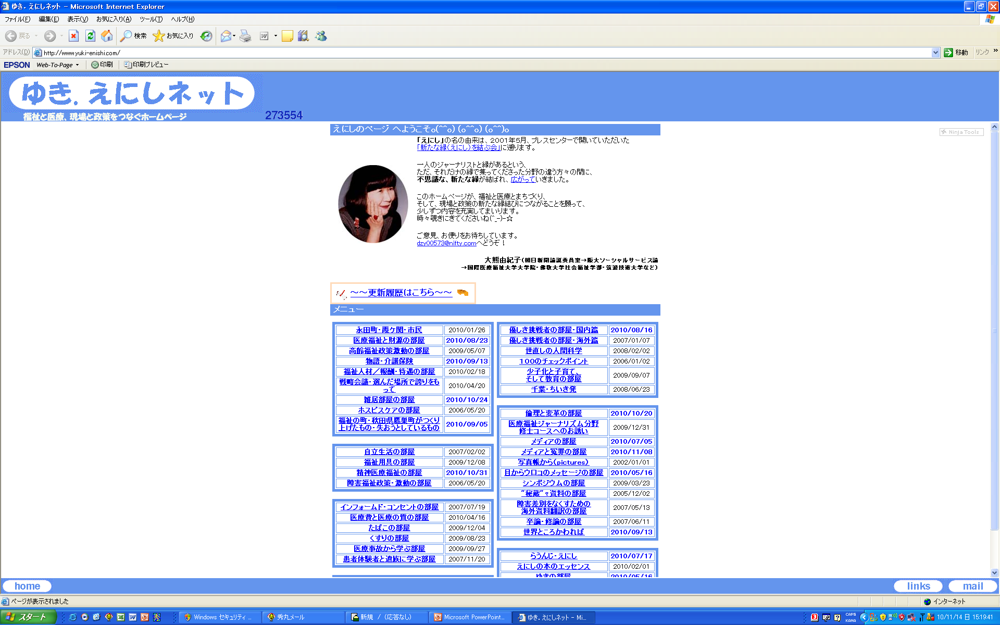 ゆき. えにしネット - Microsoft Internet Explorer
ファイル(F) 編集(E) 表示(V) お気に入り(A) ツール(T) ヘルプ(H)
戻る 検索 お気に入り
アドレス(D) http://www.yuki-enishi.com/ 移動 リンク »
EPSON Web-To-Page 印刷 印刷プレビュー
ゆき. えにしネット
福祉と医療、現場と政策をつなぐホームページ
273554
Ninja Tools
えにしのページ へようこそo(^^o) (o^^o) (o^^)o
「えにし」の名の由来は、2001年5月、プレスセンターで開いていただいた
「新たな縁(えにし)を結ぶ会」に遡ります。
一人のジャーナリストと縁があるという、
ただ、それだけの縁で集ってくださった分野の違う方々の間に、
不思議な、新たな縁が結ばれ、広がっていきました。
このホームページが、福祉と医療とまちづくり、
そして、現場と政策の新たな縁結びにつながることを願って、
少しずつ内容を充実してまいります。
時々覗きにきてくださいね(^_-)-☆
ご意見、お便りをお待ちしています。
dzy00573@nifty.comへどうぞ！
大熊由紀子(朝日新聞論説委員室→阪大ソーシャルサービス論
→国際医療福祉大学大学院・佛教大学社会福祉学部・筑波技術大学など)
～～更新履歴はこちら～～
メニュー
永田町・霞ケ関・市民 2010/01/26
医療福祉と財源の部屋 2010/08/23
高齢福祉政策激動の部屋 2009/05/07
物語・介護保険 2010/09/13
福祉人材／報酬・待遇の部屋 2010/02/18
戦略会議・選んだ場所で誇りをも
って 2010/04/20
雑居部屋の部屋 2010/10/24
ホスピスケアの部屋 2006/05/20
福祉の町・秋田県鷹巣町がつくり
上げたもの・失おうとしているもの 2010/09/05
自立生活の部屋 2007/02/02
福祉用具の部屋 2009/12/08
精神医療福祉の部屋 2010/10/31
障害福祉政策・激動の部屋 2006/05/20
インフォームド・コンセントの部屋 2007/07/19
医療費と医療の質の部屋 2010/04/16
たばこの部屋 2009/12/04
くすりの部屋 2009/08/23
医療事故から学ぶ部屋 2009/09/27
患者体験者と遺族に学ぶ部屋 2007/11/20
優しき挑戦者の部屋・国内篇 2010/08/16
優しき挑戦者の部屋・海外篇 2007/01/07
世直しの人間科学 2008/02/02
100のチェックポイント 2006/01/02
少子化と子育て、
そして教育の部屋 2009/09/07
千葉・ちいき発 2008/06/23
倫理と変革の部屋 2010/10/20
医療福祉ジャーナリズム分野
修士コースへのお誘い 2009/12/31
メディアの部屋 2010/07/05
メディアと冤罪の部屋 2010/11/08
写真帳から(pictures) 2002/01/01
目からウロコのメッセージの部屋 2010/05/16
シンポジウムの部屋 2009/03/23
“秘蔵“？資料の部屋 2005/12/02
障害差別をなくすための
海外資料翻訳の部屋 2007/05/13
卒論・修論の部屋 2007/06/11
世界ところかわれば 2010/09/13
らうんじ・えにし 2010/07/17
えにしの本のエッセンス 2010/02/01
ゆきの部屋 2010/05/16
home links mail
ページが表示されました インターネット
スタート Windows セキュリティ ... 秀丸メール 新規 / (応答なし) Microsoft PowerPoint... ゆき. えにしネット - Mi... CAPS KANA 10/11/14 日 15:19:41